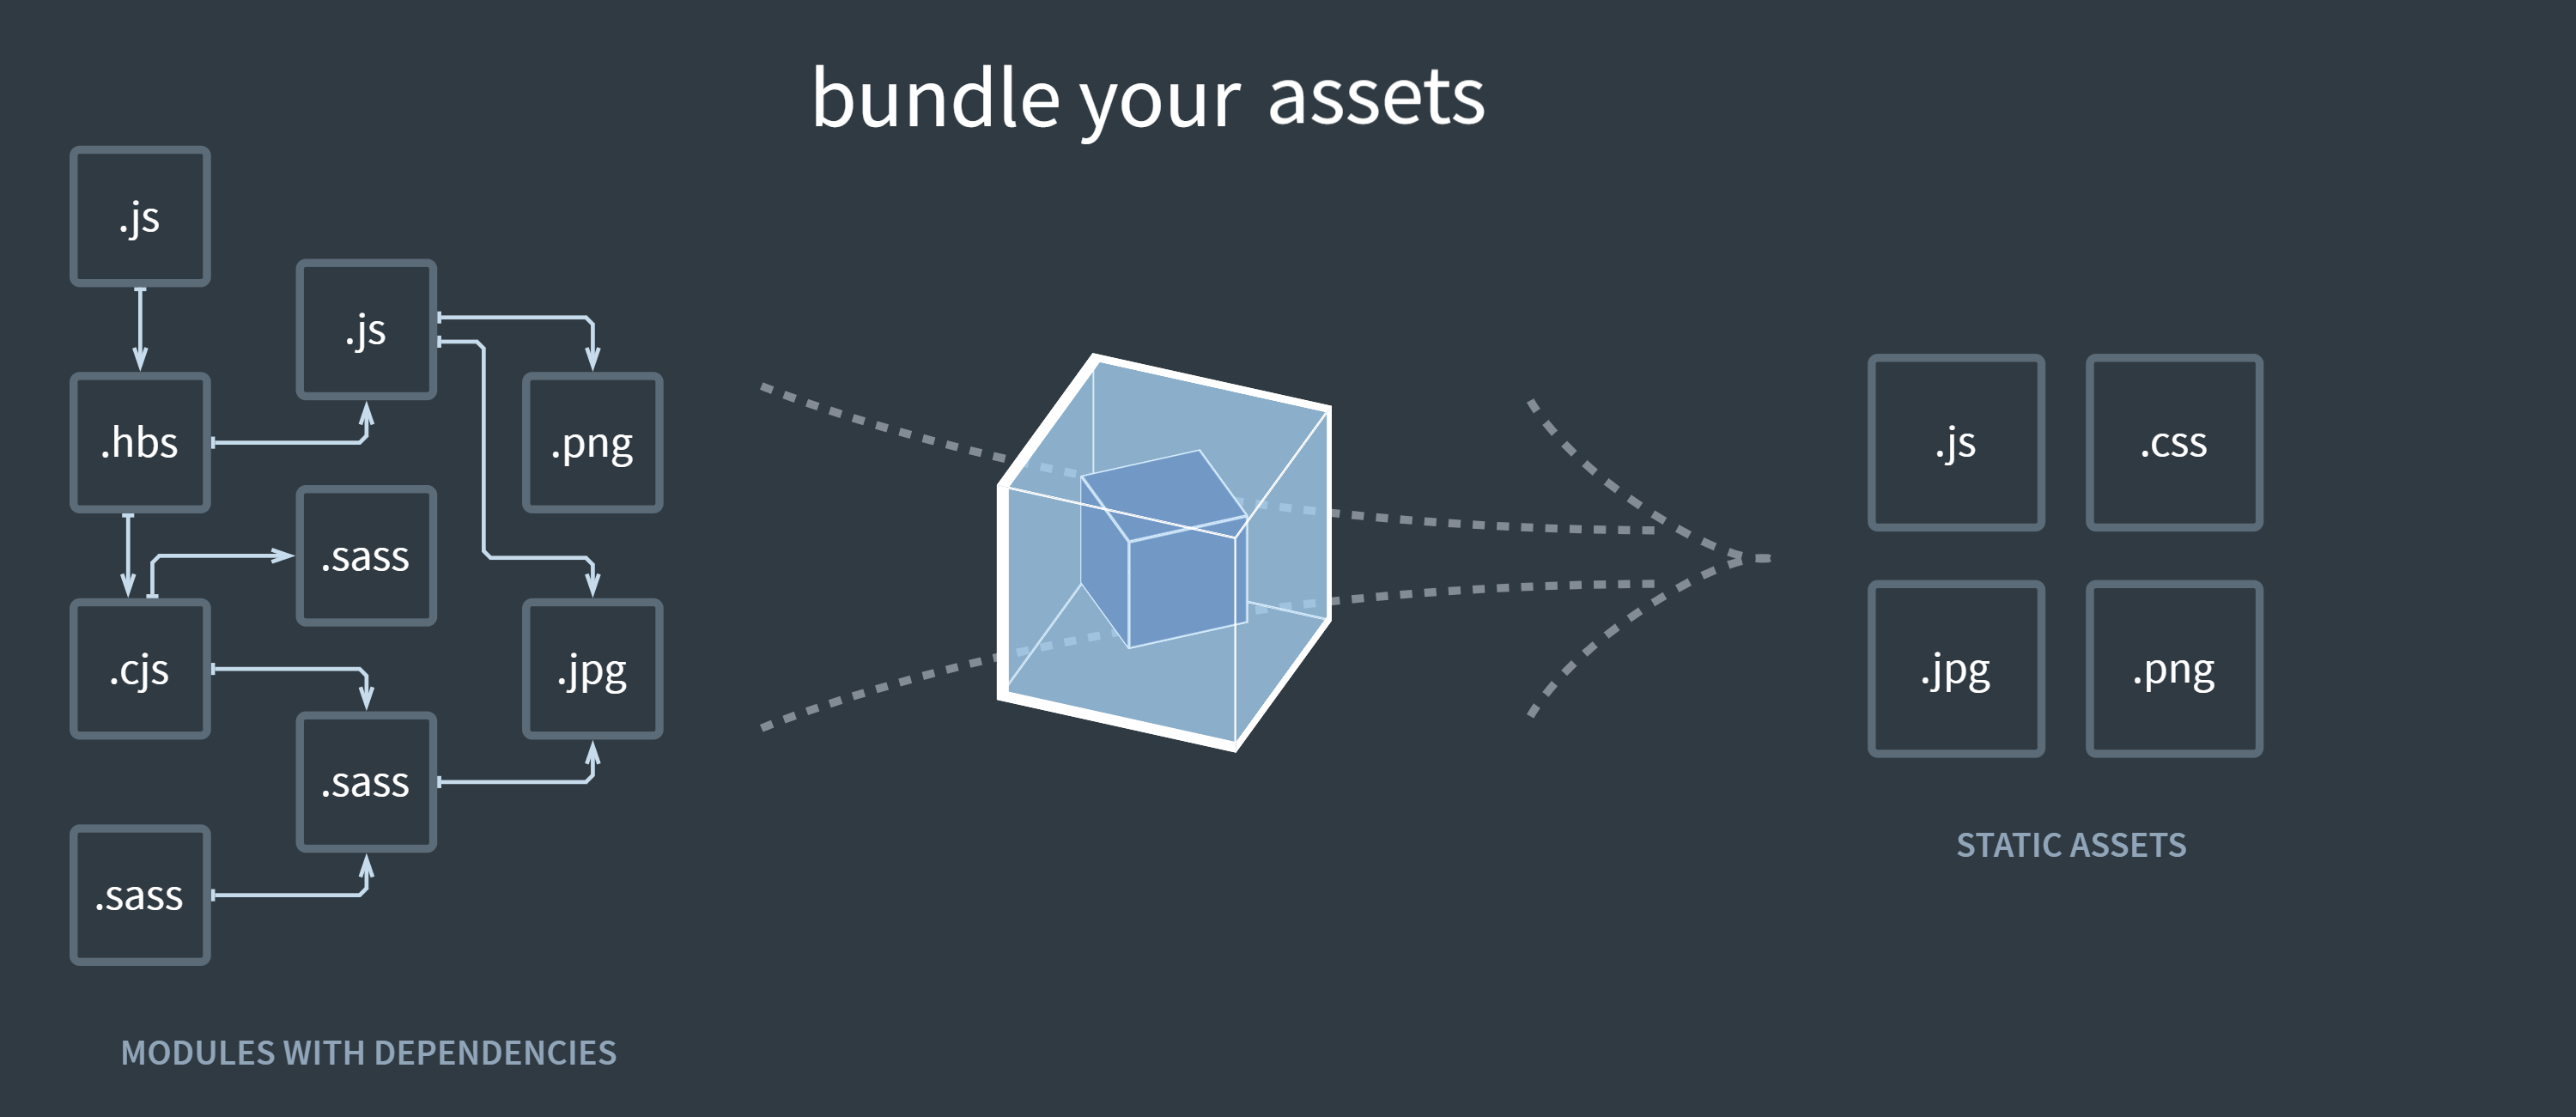 bundle your assets
.js
.js
.hbs
.png
.sass
.cjs
.jpg
.sass
.sass
MODULES WITH DEPENDENCIES
.js
.css
.jpg
.png
STATIC ASSETS